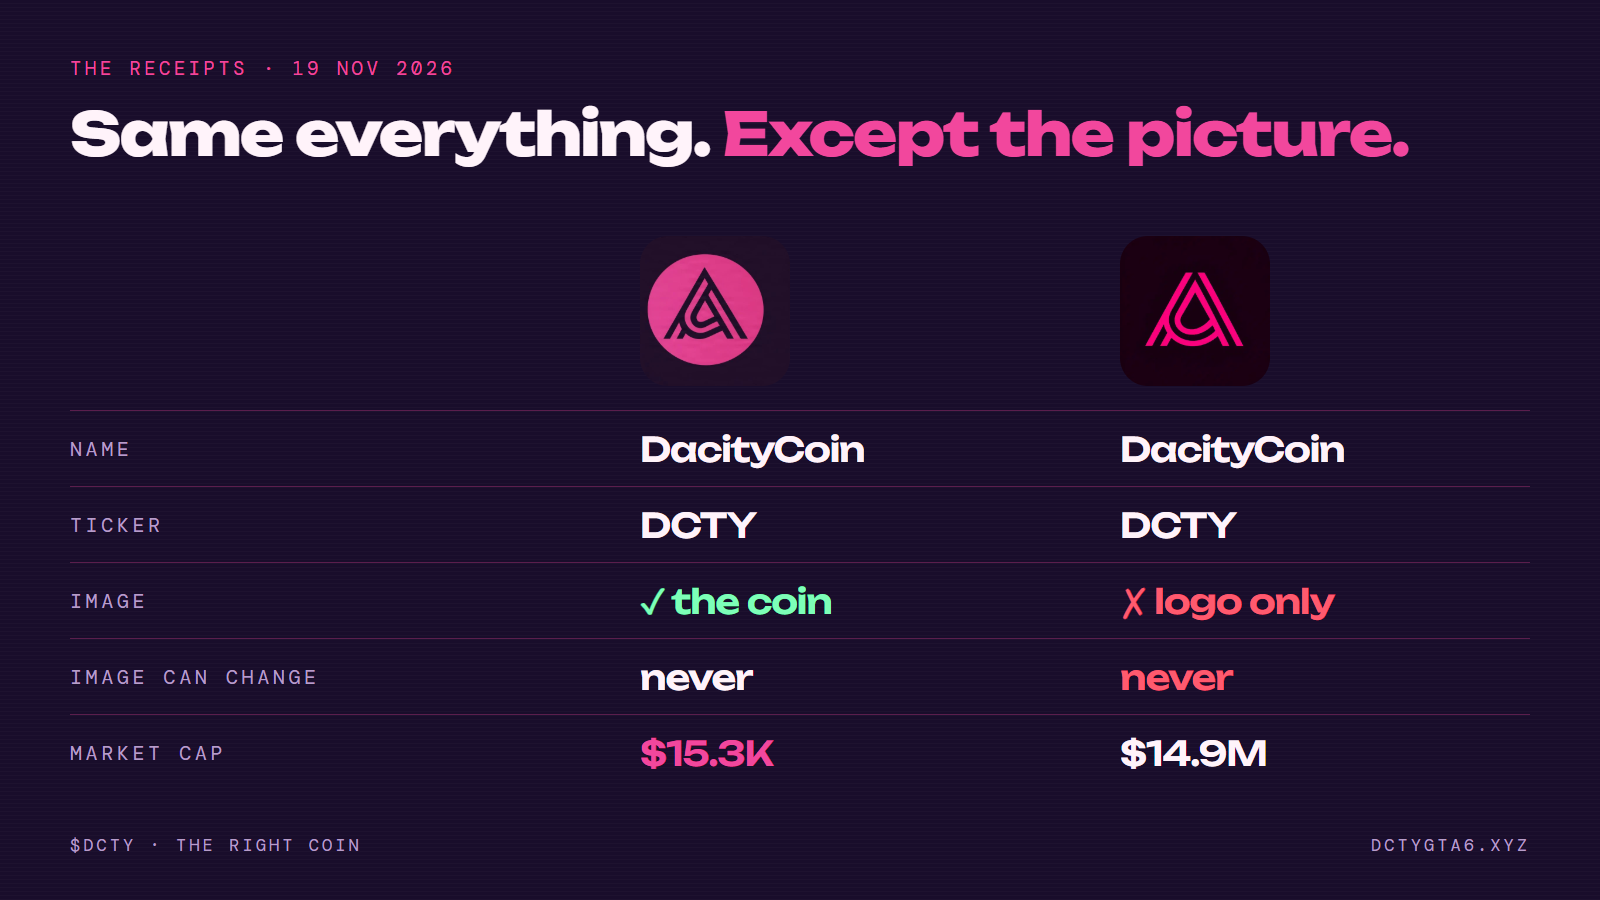 THE RECEIPTS · 19 NOV 2026
Same everything. Except the picture.
NAME DacityCoin DacityCoin
TICKER DCTY DCTY
IMAGE ✓ the coin ✗ logo only
IMAGE CAN CHANGE never never
MARKET CAP $15.3K $14.9M
$DCTY · THE RIGHT COIN DCTYGTA6.XYZ